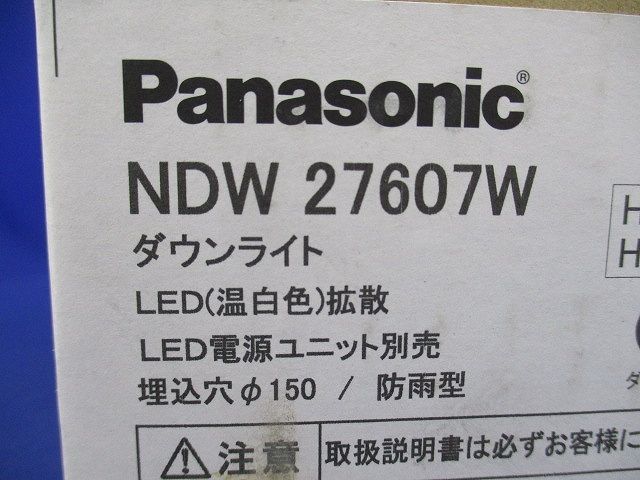 Panasonic®
NDW 27607W
ダウンライト
LED(温白色)拡散
LED電源ユニット別売
埋込穴φ150 / 防雨型
H
H
ダ
注意
取扱説明書は必ずお客様に